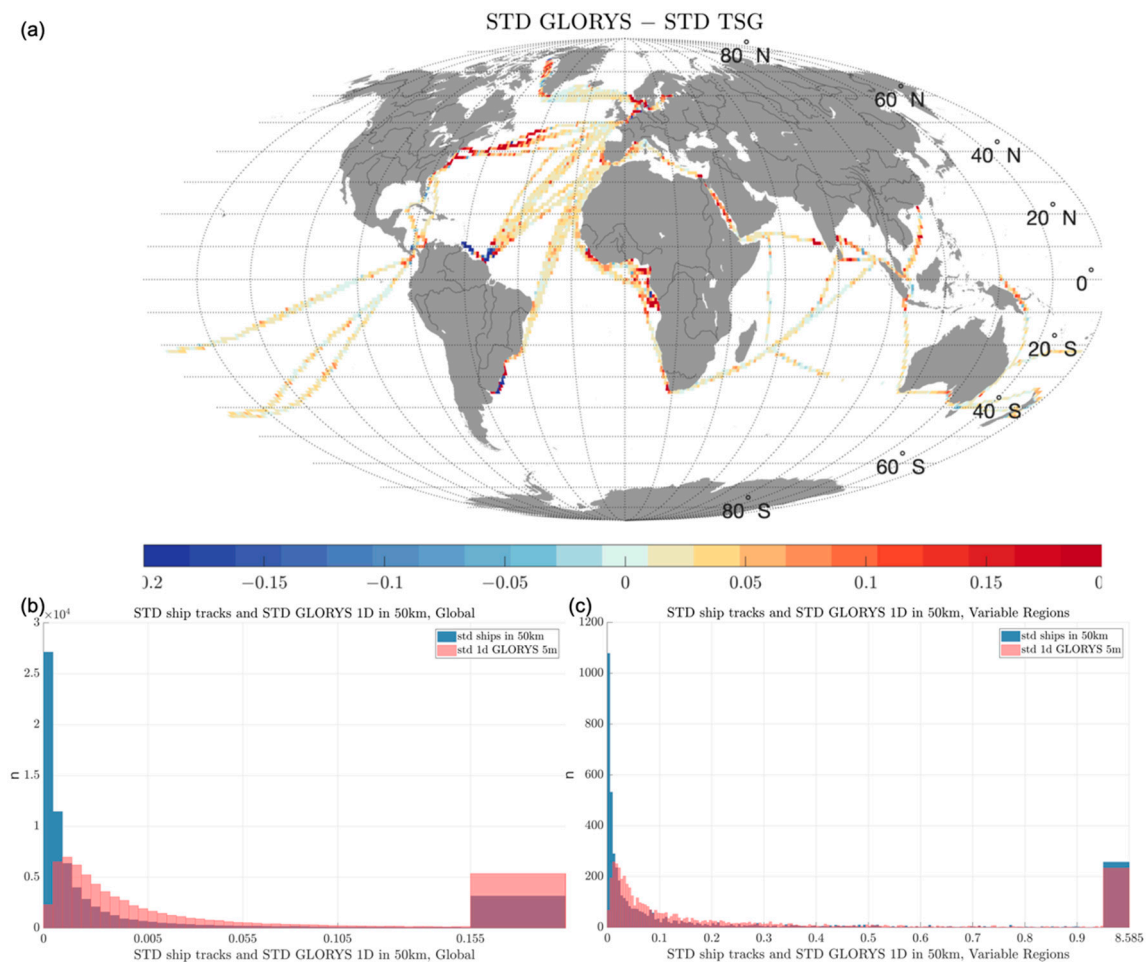 (a)
STD GLORYS − STD TSG
80° N
60° N
40° N
20° N
0°
20° S
40° S
60° S
80° S
0.2 −0.15 −0.1 −0.05 0 0.05 0.1 0.15 0
(b)
STD ship tracks and STD GLORYS 1D in 50km, Global
×10⁴
3
2.5
2
1.5
1
0.5
0
n
std ships in 50km
std 1d GLORYS 5m
0 0.005 0.055 0.105 0.155
STD ship tracks and STD GLORYS 1D in 50km, Global
(c)
STD ship tracks and STD GLORYS 1D in 50km, Variable Regions
1200
1000
800
600
400
200
0
n
std ships in 50km
std 1d GLORYS 5m
0 0.1 0.2 0.3 0.4 0.5 0.6 0.7 0.8 0.9 8.585
STD ship tracks and STD GLORYS 1D in 50km, Variable Regions